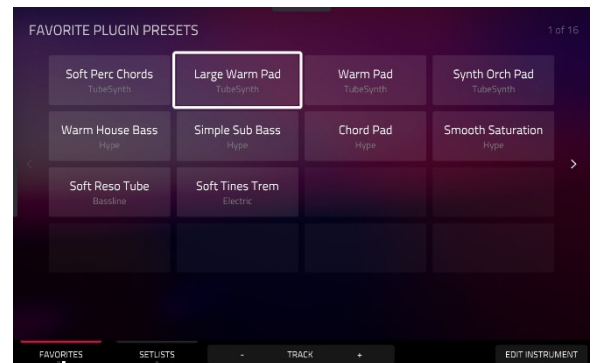 FAVORITE PLUGIN PRESETS
1 of 16
Soft Perc Chords
TubeSynth
Large Warm Pad
TubeSynth
Warm Pad
TubeSynth
Synth Orch Pad
TubeSynth
Warm House Bass
Hype
Simple Sub Bass
Hype
Chord Pad
Hype
Smooth Saturation
Hype
Soft Reso Tube
Bassline
Soft Tines Trem
Electric
FAVORITES
SETLISTS
- TRACK +
EDIT INSTRUMENT